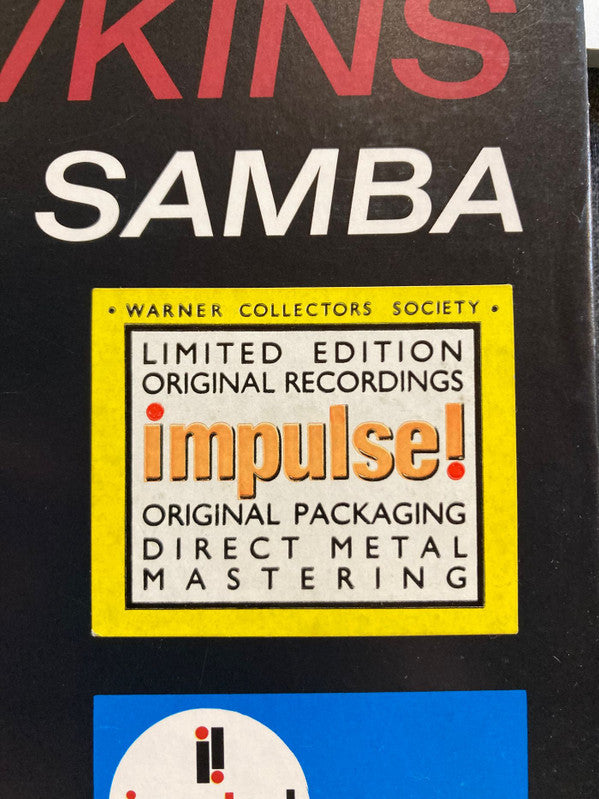 KINS
SAMBA
• WARNER COLLECTORS SOCIETY •
LIMITED EDITION
ORIGINAL RECORDINGS
impulse!
ORIGINAL PACKAGING
DIRECT METAL
MASTERING